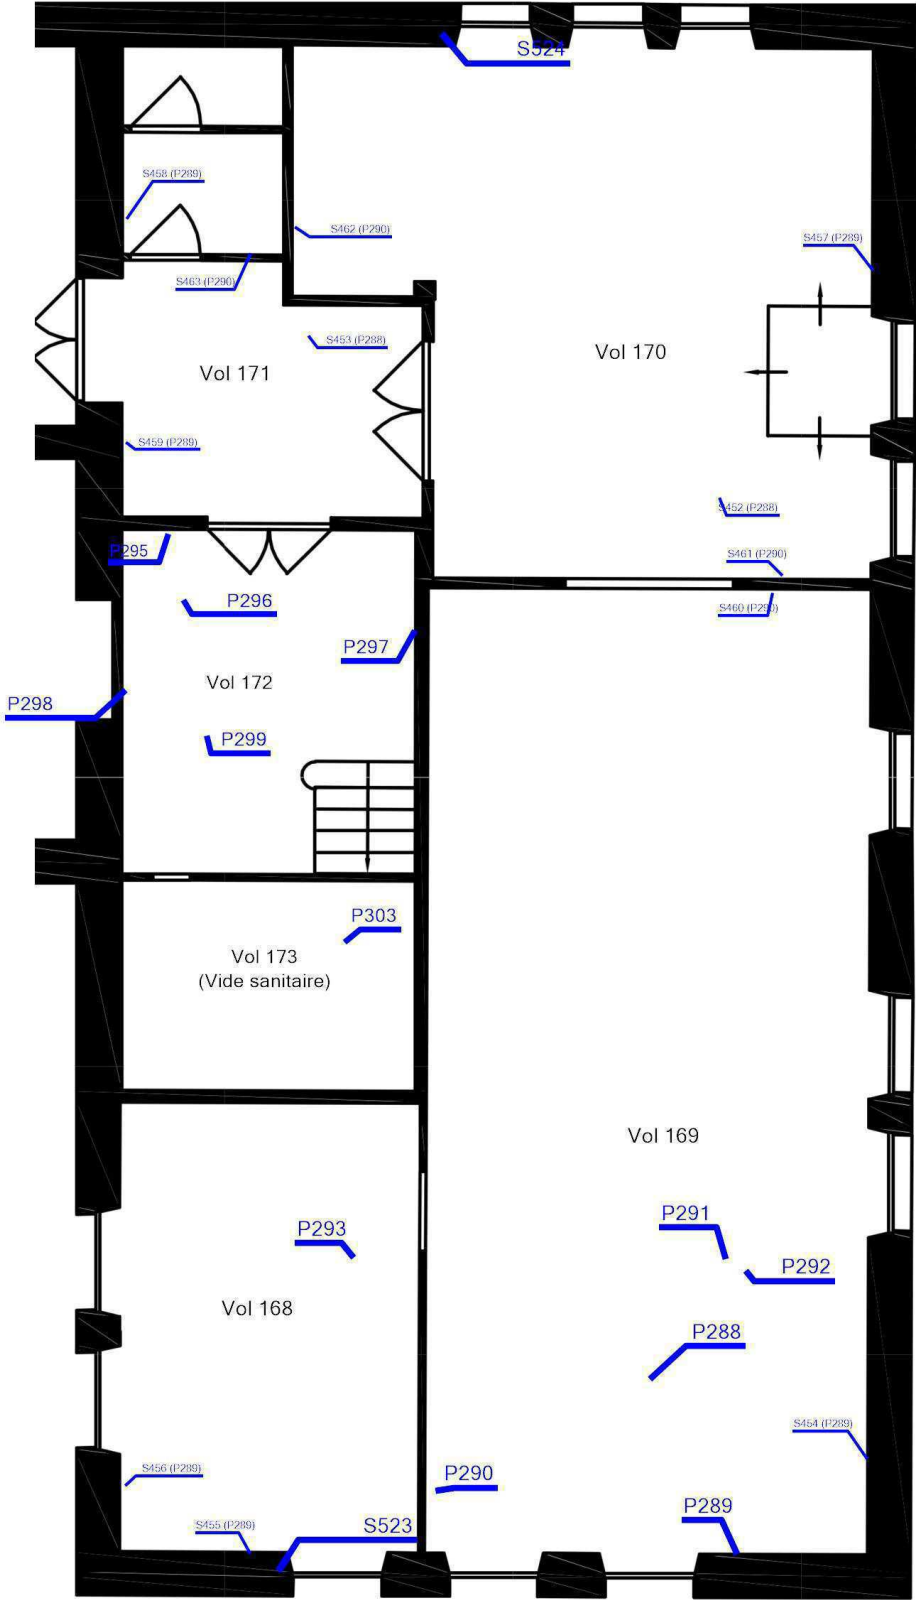 S524
S458 (P289)
S462 (P290)
S457 (P289)
S463 (P290)
S453 (P288)
Vol 170
Vol 171
S459 (P289)
S452 (P288)
P295
S461 (P290)
P296
S460 (P290)
P297
Vol 172
P298
P299
P303
Vol 173
(Vide sanitaire)
Vol 169
P291
P293
P292
Vol 168
P288
S454 (P289)
S456 (P289)
P290
P289
S455 (P289)
S523